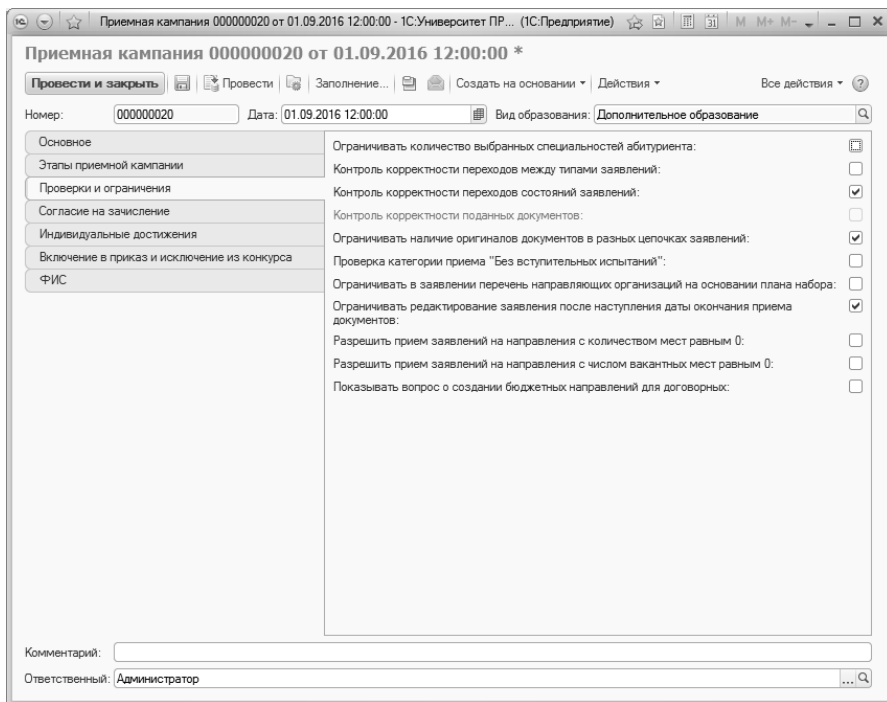 Приемная кампания 000000020 от 01.09.2016 12:00:00 - 1С:Университет ПР... (1С:Предприятие) 31 M M+ M-
Приемная кампания 000000020 от 01.09.2016 12:00:00 *
Провести и закрыть Провести Заполнение... Создать на основании Действия Все действия ?
Номер: 000000020 Дата: 01.09.2016 12:00:00 Вид образования: Дополнительное образование
Основное
Этапы приемной кампании
Проверки и ограничения
Согласие на зачисление
Индивидуальные достижения
Включение в приказ и исключение из конкурса
ФИС
Ограничивать количество выбранных специальностей абитуриента:
Контроль корректности переходов между типами заявлений:
Контроль корректности переходов состояний заявлений:
Контроль корректности поданных документов:
Ограничивать наличие оригиналов документов в разных цепочках заявлений:
Проверка категории приема "Без вступительных испытаний":
Ограничивать в заявлении перечень направляющих организаций на основании плана набора:
Ограничивать редактирование заявления после наступления даты окончания приема
документов:
Разрешить прием заявлений на направления с количеством мест равным 0:
Разрешить прием заявлений на направления с числом вакантных мест равным 0:
Показывать вопрос о создании бюджетных направлений для договорных:
Комментарий:
Ответственный: Администратор ...